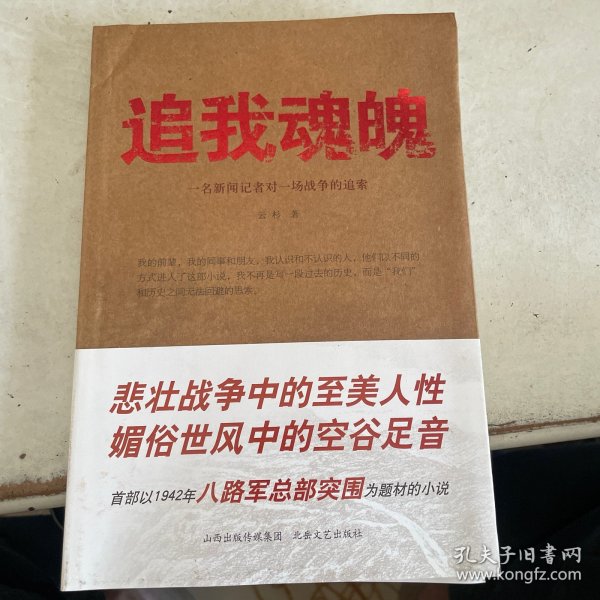 追我魂魄
一名新闻记者对一场战争的追索
云杉 著
我的前辈，我的同事和朋友，我认识和不认识的人，他们以不同的
方式进入了这部小说，我不再是写一段过去的历史，而是“我们”
和历史之间无法回避的思索。
悲壮战争中的至美人性
媚俗世风中的空谷足音
首部以1942年八路军总部突围为题材的小说
山西出版传媒集团 北岳文艺出版社
孔夫子旧书网
www.kongfz.com